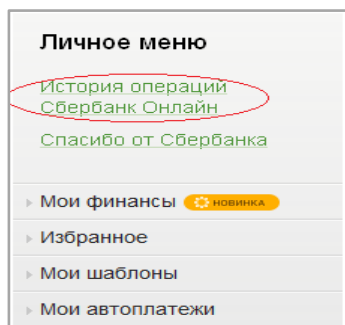 Личное меню
История операций
Сбербанк Онлайн
Спасибо от Сбербанка
Мои финансы НОВИНКА
Избранное
Мои шаблоны
Мои автоплатежи